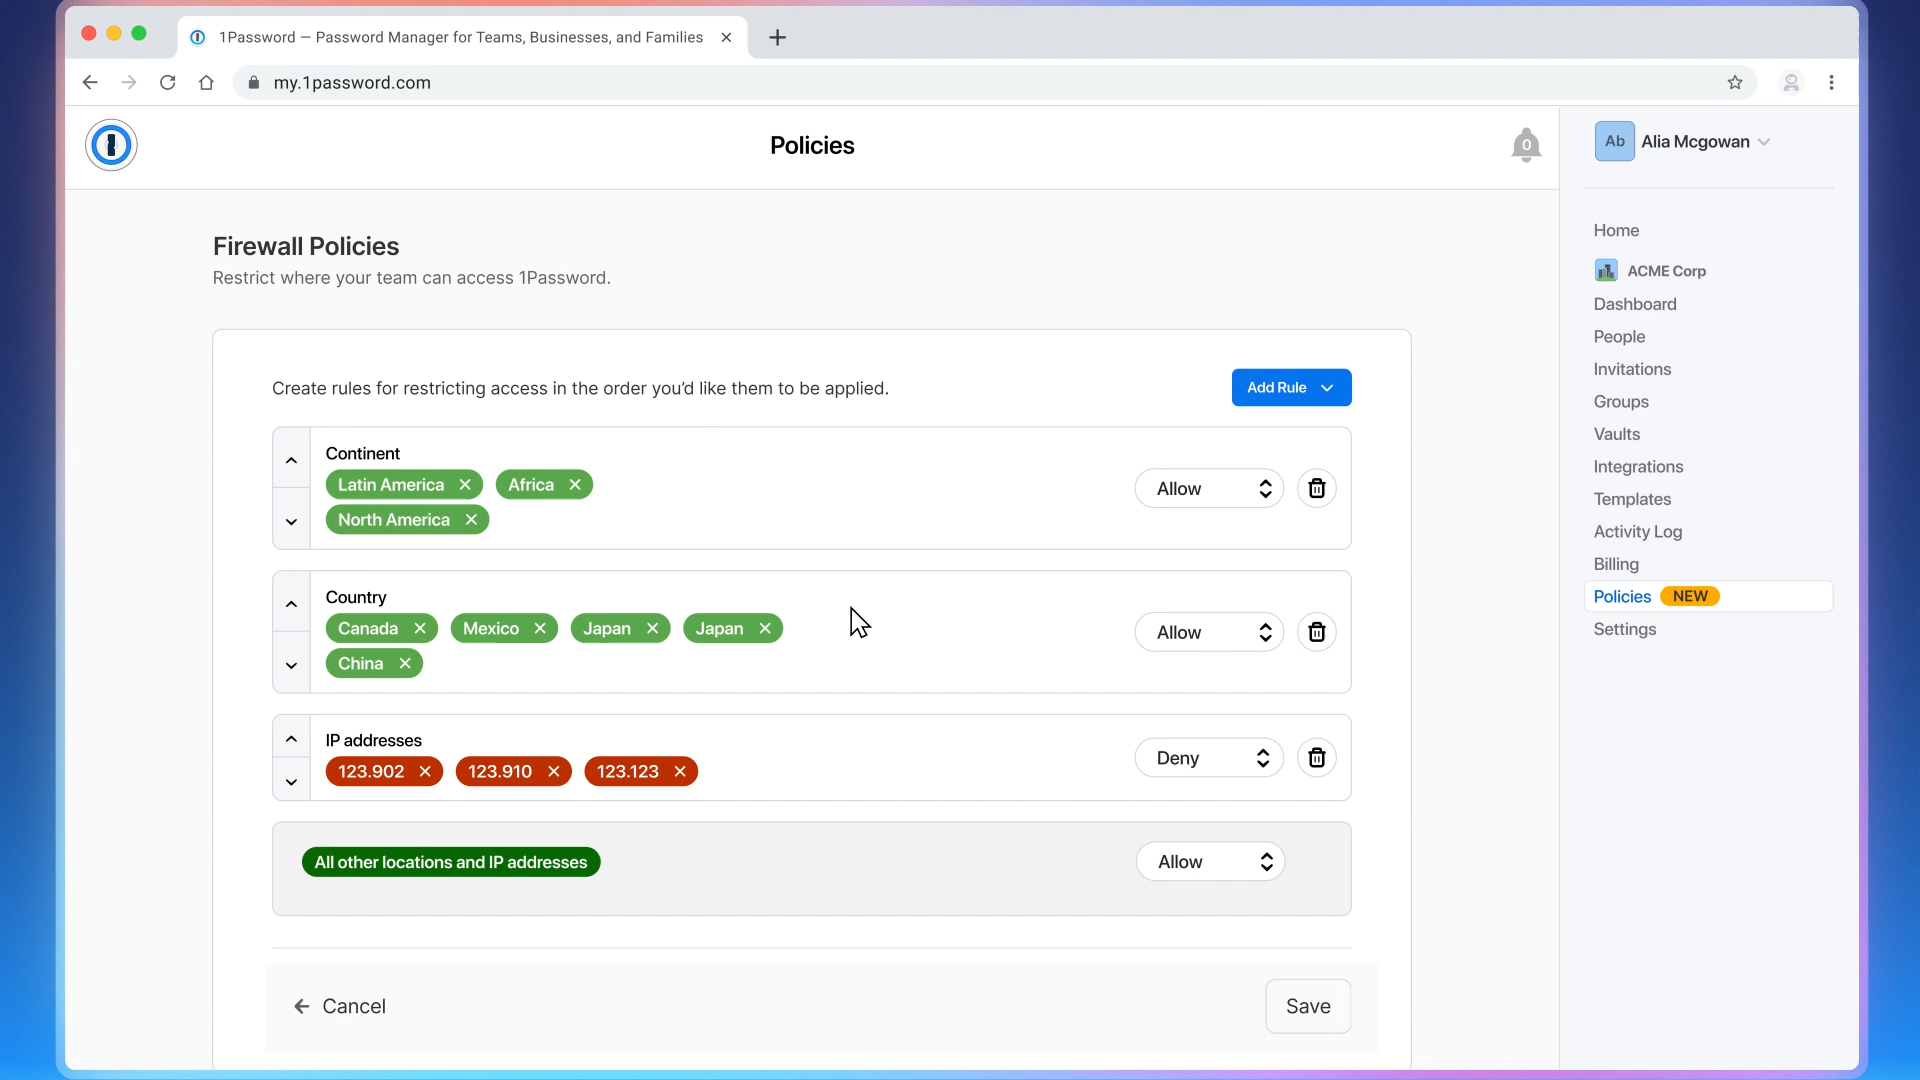 1Password — Password Manager for Teams, Businesses, and Families
my.1password.com
Policies
0
Ab Alia Mcgowan
Firewall Policies
Restrict where your team can access 1Password.
Create rules for restricting access in the order you'd like them to be applied.
Add Rule
Continent
Latin America
Africa
North America
Allow
Country
Canada
Mexico
Japan
Japan
China
Allow
IP addresses
123.902
123.910
123.123
Deny
All other locations and IP addresses
Allow
Cancel
Save
Home
ACME Corp
Dashboard
People
Invitations
Groups
Vaults
Integrations
Templates
Activity Log
Billing
Policies NEW
Settings